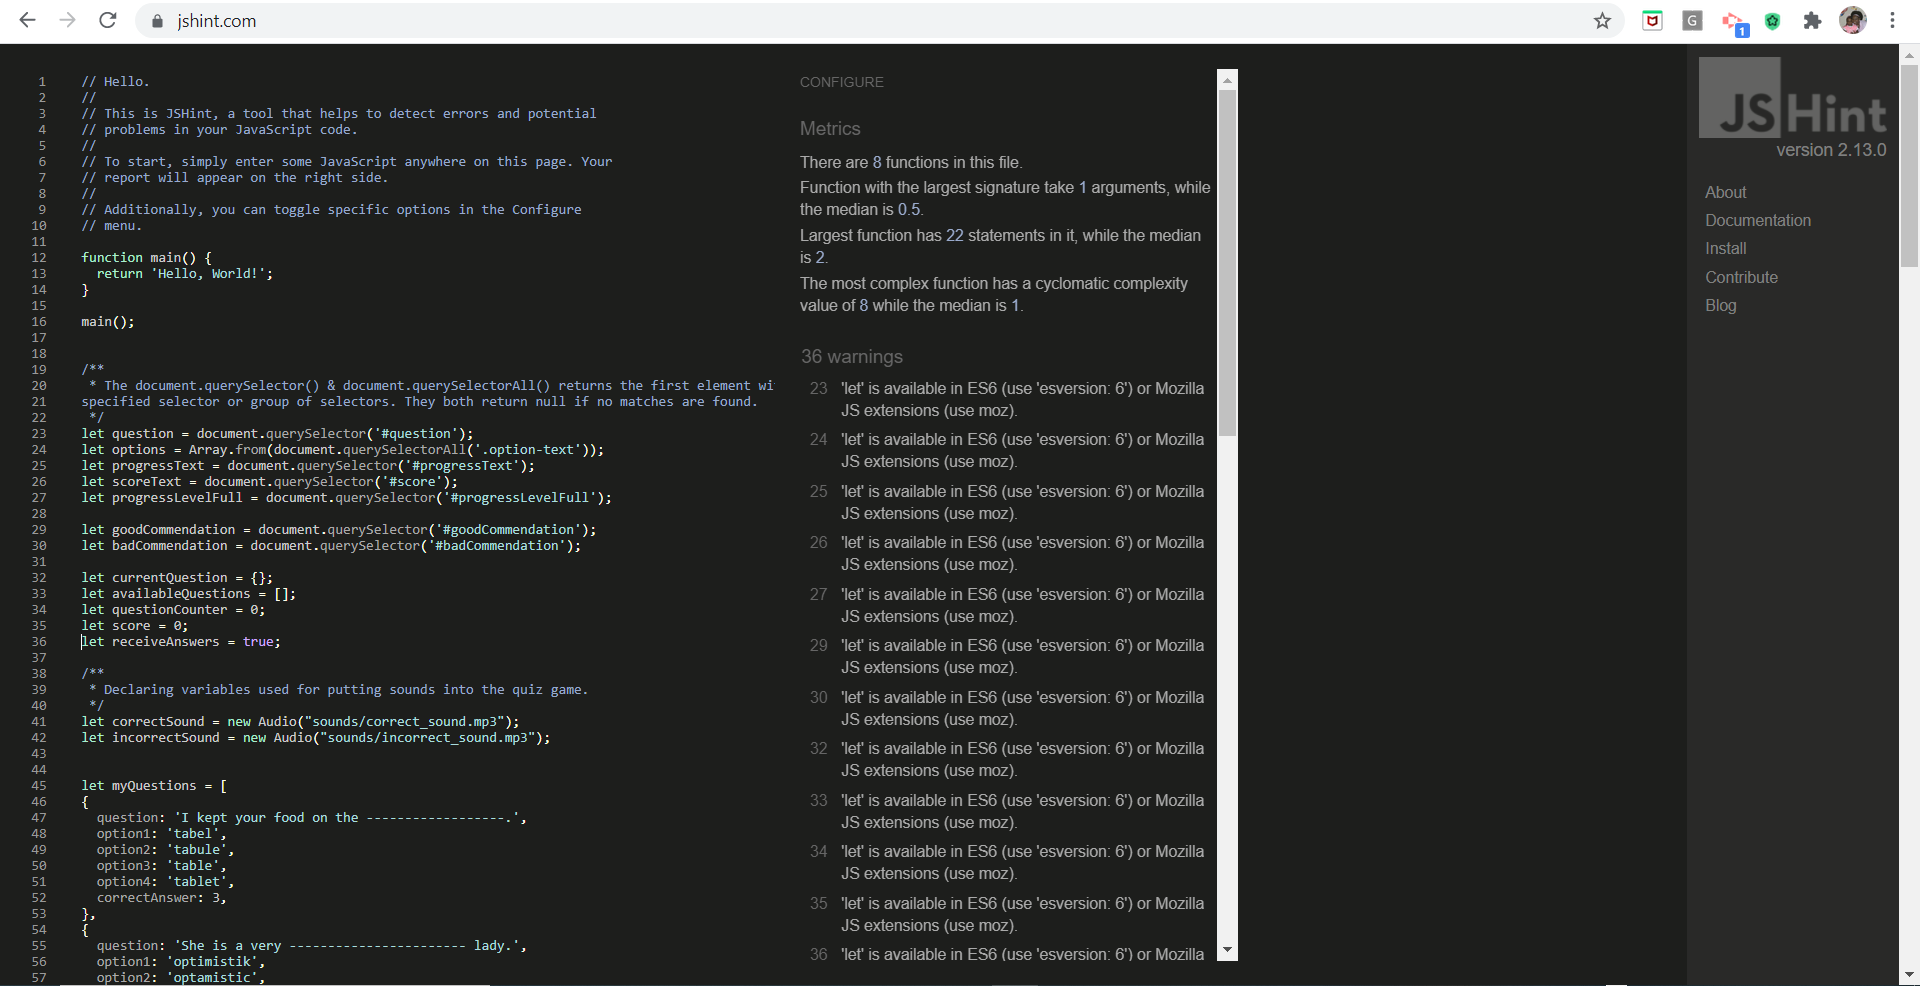 jshint.com
G
1
1 // Hello.
2 //
3 // This is JSHint, a tool that helps to detect errors and potential
4 // problems in your JavaScript code.
5 //
6 // To start, simply enter some JavaScript anywhere on this page. Your
7 // report will appear on the right side.
8 //
9 // Additionally, you can toggle specific options in the Configure
10 // menu.
11
12 function main() {
13   return 'Hello, World!';
14 }
15
16 main();
17
18
19 /**
20  * The document.querySelector() & document.querySelectorAll() returns the first element wi
21 specified selector or group of selectors. They both return null if no matches are found.
22  */
23 let question = document.querySelector('#question');
24 let options = Array.from(document.querySelectorAll('.option-text'));
25 let progressText = document.querySelector('#progressText');
26 let scoreText = document.querySelector('#score');
27 let progressLevelFull = document.querySelector('#progressLevelFull');
28
29 let goodCommendation = document.querySelector('#goodCommendation');
30 let badCommendation = document.querySelector('#badCommendation');
31
32 let currentQuestion = {};
33 let availableQuestions = [];
34 let questionCounter = 0;
35 let score = 0;
36 let receiveAnswers = true;
37
38 /**
39  * Declaring variables used for putting sounds into the quiz game.
40  */
41 let correctSound = new Audio("sounds/correct_sound.mp3");
42 let incorrectSound = new Audio("sounds/incorrect_sound.mp3");
43
44
45 let myQuestions = [
46 {
47   question: 'I kept your food on the ------------------.',
48   option1: 'tabel',
49   option2: 'tabule',
50   option3: 'table',
51   option4: 'tablet',
52   correctAnswer: 3,
53 },
54 {
55   question: 'She is a very ----------------------- lady.',
56   option1: 'optimistik',
57   option2: 'optamistic',
CONFIGURE
Metrics
There are 8 functions in this file.
Function with the largest signature take 1 arguments, while
the median is 0.5.
Largest function has 22 statements in it, while the median
is 2.
The most complex function has a cyclomatic complexity
value of 8 while the median is 1.
36 warnings
23 'let' is available in ES6 (use 'esversion: 6') or Mozilla
JS extensions (use moz).
24 'let' is available in ES6 (use 'esversion: 6') or Mozilla
JS extensions (use moz).
25 'let' is available in ES6 (use 'esversion: 6') or Mozilla
JS extensions (use moz).
26 'let' is available in ES6 (use 'esversion: 6') or Mozilla
JS extensions (use moz).
27 'let' is available in ES6 (use 'esversion: 6') or Mozilla
JS extensions (use moz).
29 'let' is available in ES6 (use 'esversion: 6') or Mozilla
JS extensions (use moz).
30 'let' is available in ES6 (use 'esversion: 6') or Mozilla
JS extensions (use moz).
32 'let' is available in ES6 (use 'esversion: 6') or Mozilla
JS extensions (use moz).
33 'let' is available in ES6 (use 'esversion: 6') or Mozilla
JS extensions (use moz).
34 'let' is available in ES6 (use 'esversion: 6') or Mozilla
JS extensions (use moz).
35 'let' is available in ES6 (use 'esversion: 6') or Mozilla
JS extensions (use moz).
36 'let' is available in ES6 (use 'esversion: 6') or Mozilla
JSHint
version 2.13.0
About
Documentation
Install
Contribute
Blog